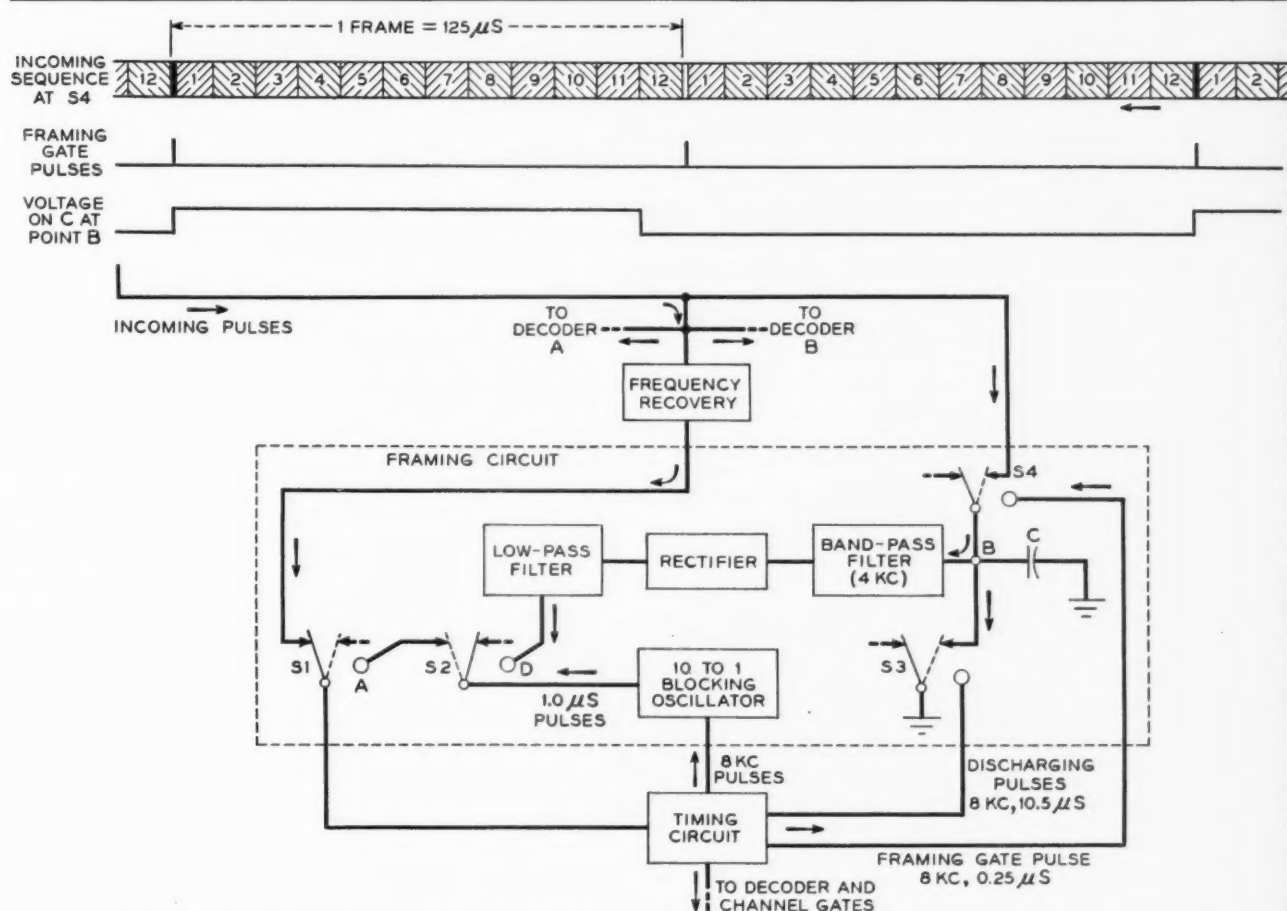 1 FRAME = 125 μS
INCOMING
SEQUENCE
AT S4
12 1 2 3 4 5 6 7 8 9 10 11 12 1 2 3 4 5 6 7 8 9 10 11 12 1 2
FRAMING
GATE
PULSES
VOLTAGE
ON C AT
POINT B
INCOMING PULSES
TO
DECODER
A
TO
DECODER
B
FREQUENCY
RECOVERY
FRAMING CIRCUIT
S4
LOW-PASS
FILTER
RECTIFIER
BAND-PASS
FILTER
(4 KC)
B
C
S1
A
S2
D
1.0 μS
PULSES
10 TO 1
BLOCKING
OSCILLATOR
S3
8 KC
PULSES
DISCHARGING
PULSES
8 KC, 10.5 μS
TIMING
CIRCUIT
FRAMING GATE PULSE
8 KC, 0.25 μS
TO DECODER AND
CHANNEL GATES